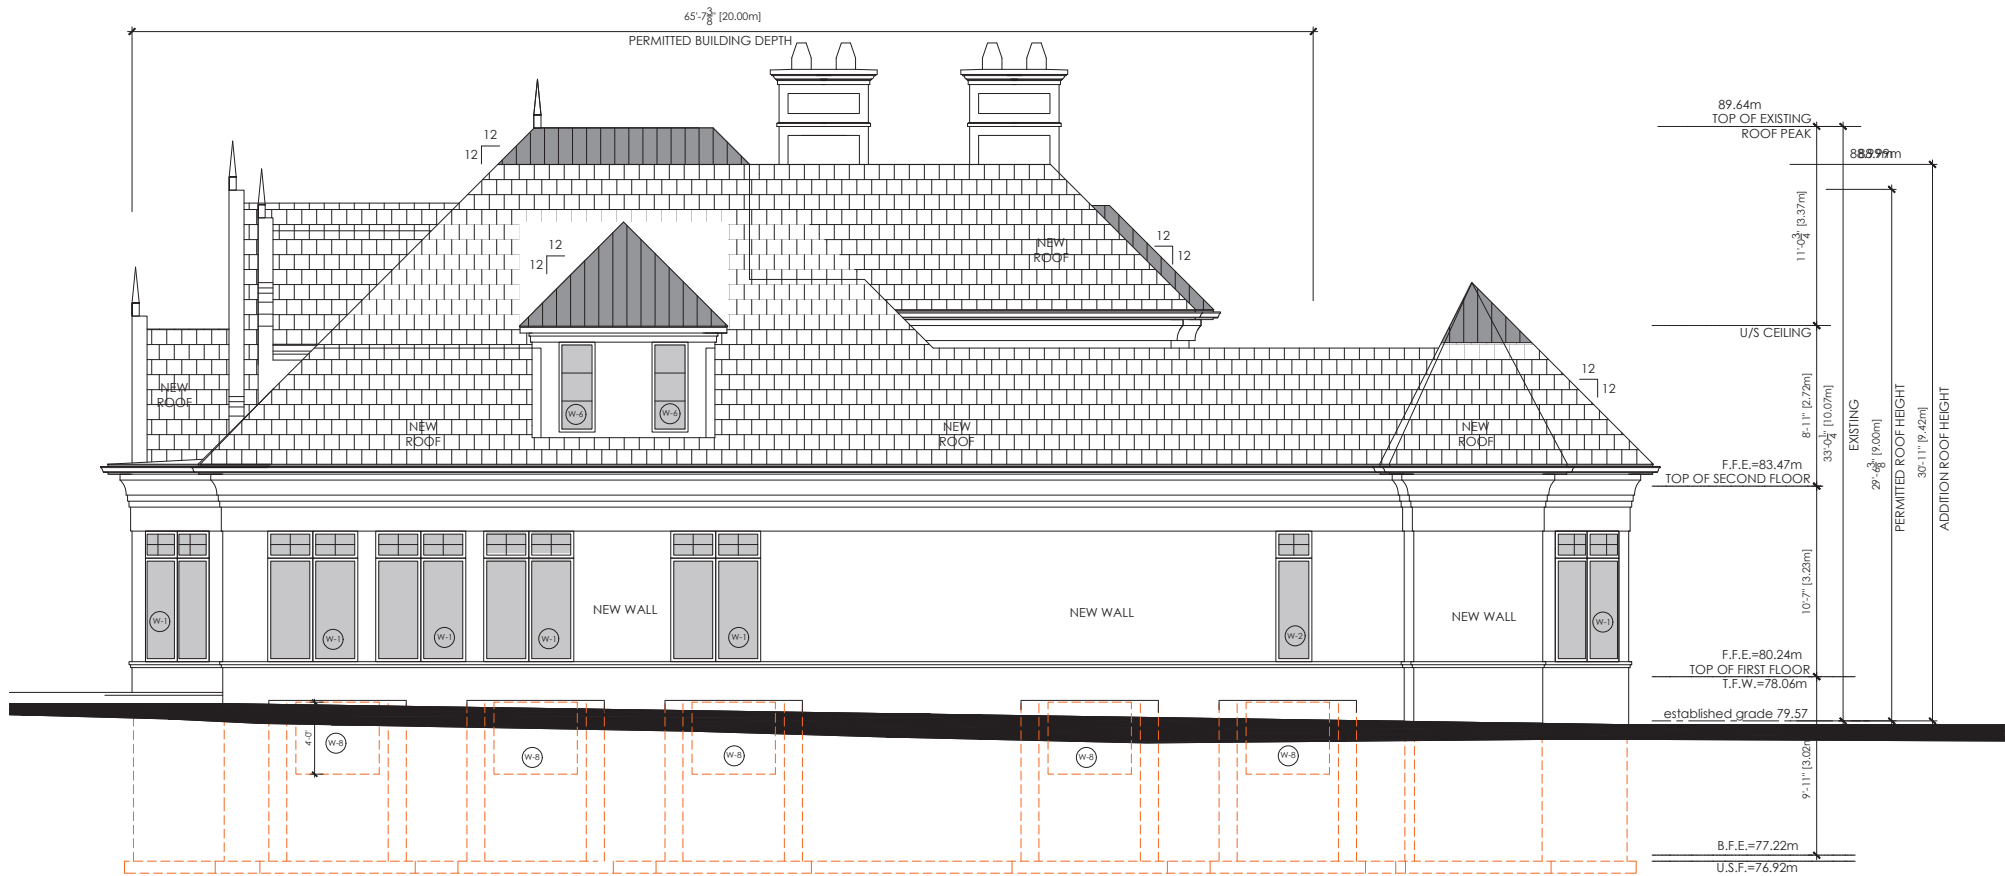 65'-7 3/8" [20.00m]
PERMITTED BUILDING DEPTH
89.64m
TOP OF EXISTING
ROOF PEAK
12
12
12
12
12
12
12
12
NEW
ROOF
NEW
ROOF
NEW
ROOF
NEW
ROOF
NEW
ROOF
W-6
W-6
U/S CEILING
11'-0 3/4" [3.37m]
8'-11" [2.72m]
33'-0 1/4" [10.07m]
EXISTING
29'-6 3/8" [9.00m]
PERMITTED ROOF HEIGHT
30'-11" [9.42m]
ADDITION ROOF HEIGHT
F.F.E.=83.47m
TOP OF SECOND FLOOR
10'-7" [3.23m]
NEW WALL
NEW WALL
NEW WALL
W-1
W-1
W-1
W-1
W-1
W-2
W-1
F.F.E.=80.24m
TOP OF FIRST FLOOR
T.F.W.=78.06m
established grade 79.57
4'-0"
W-8
W-8
W-8
W-8
W-8
9'-11" [3.02m]
B.F.E.=77.22m
U.S.F.=76.92m